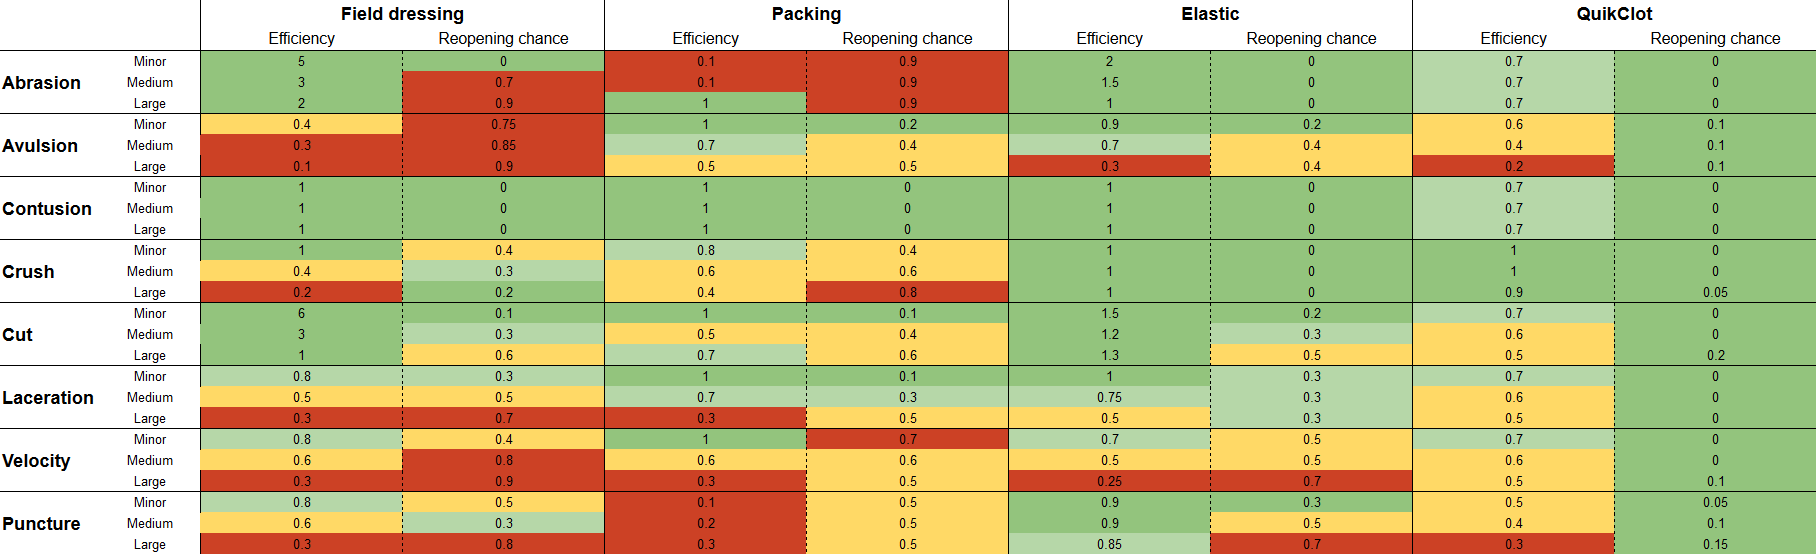 Field dressing Packing Elastic QuikClot
Efficiency Reopening chance Efficiency Reopening chance Efficiency Reopening chance Efficiency Reopening chance
Abrasion Minor 5 0 0.1 0.9 2 0 0.7 0
Medium 3 0.7 0.1 0.9 1.5 0 0.7 0
Large 2 0.9 1 0.9 1 0 0.7 0
Avulsion Minor 0.4 0.75 1 0.2 0.9 0.2 0.6 0.1
Medium 0.3 0.85 0.7 0.4 0.7 0.4 0.4 0.1
Large 0.1 0.9 0.5 0.5 0.3 0.4 0.2 0.1
Contusion Minor 1 0 1 0 1 0 0.7 0
Medium 1 0 1 0 1 0 0.7 0
Large 1 0 1 0 1 0 0.7 0
Crush Minor 1 0.4 0.8 0.4 1 0 1 0
Medium 0.4 0.3 0.6 0.6 1 0 1 0
Large 0.2 0.2 0.4 0.8 1 0 0.9 0.05
Cut Minor 6 0.1 1 0.1 1.5 0.2 0.7 0
Medium 3 0.3 0.5 0.4 1.2 0.3 0.6 0
Large 1 0.6 0.7 0.6 1.3 0.5 0.5 0.2
Laceration Minor 0.8 0.3 1 0.1 1 0.3 0.7 0
Medium 0.5 0.5 0.7 0.3 0.75 0.3 0.6 0
Large 0.3 0.7 0.3 0.5 0.5 0.3 0.5 0
Velocity Minor 0.8 0.4 1 0.7 0.7 0.5 0.7 0
Medium 0.6 0.8 0.6 0.6 0.5 0.5 0.6 0
Large 0.3 0.9 0.3 0.5 0.25 0.7 0.5 0.1
Puncture Minor 0.8 0.5 0.1 0.5 0.9 0.3 0.5 0.05
Medium 0.6 0.3 0.2 0.5 0.9 0.5 0.4 0.1
Large 0.3 0.8 0.3 0.5 0.85 0.7 0.3 0.15